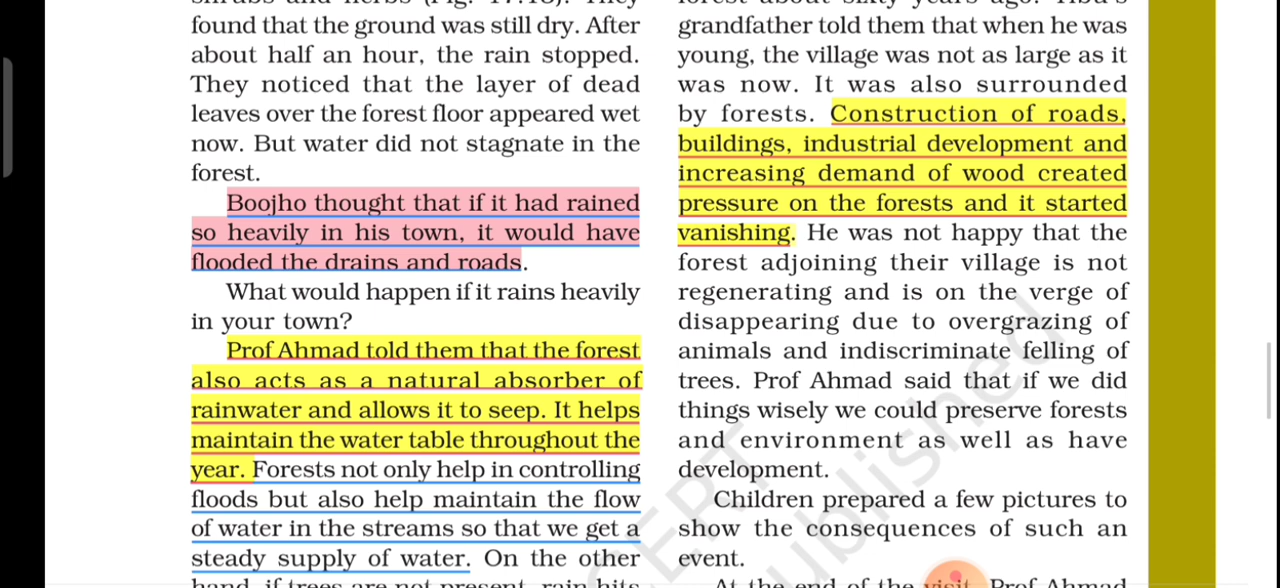 found that the ground was still dry. After
about half an hour, the rain stopped.
They noticed that the layer of dead
leaves over the forest floor appeared wet
now. But water did not stagnate in the
forest.
Boojho thought that if it had rained
so heavily in his town, it would have
flooded the drains and roads.
What would happen if it rains heavily
in your town?
Prof Ahmad told them that the forest
also acts as a natural absorber of
rainwater and allows it to seep. It helps
maintain the water table throughout the
year. Forests not only help in controlling
floods but also help maintain the flow
of water in the streams so that we get a
steady supply of water. On the other
hand, if trees are not present, rain hits
grandfather told them that when he was
young, the village was not as large as it
was now. It was also surrounded
by forests. Construction of roads,
buildings, industrial development and
increasing demand of wood created
pressure on the forests and it started
vanishing. He was not happy that the
forest adjoining their village is not
regenerating and is on the verge of
disappearing due to overgrazing of
animals and indiscriminate felling of
trees. Prof Ahmad said that if we did
things wisely we could preserve forests
and environment as well as have
development.
Children prepared a few pictures to
show the consequences of such an
event.
At the end of the visit, Prof Ahmad